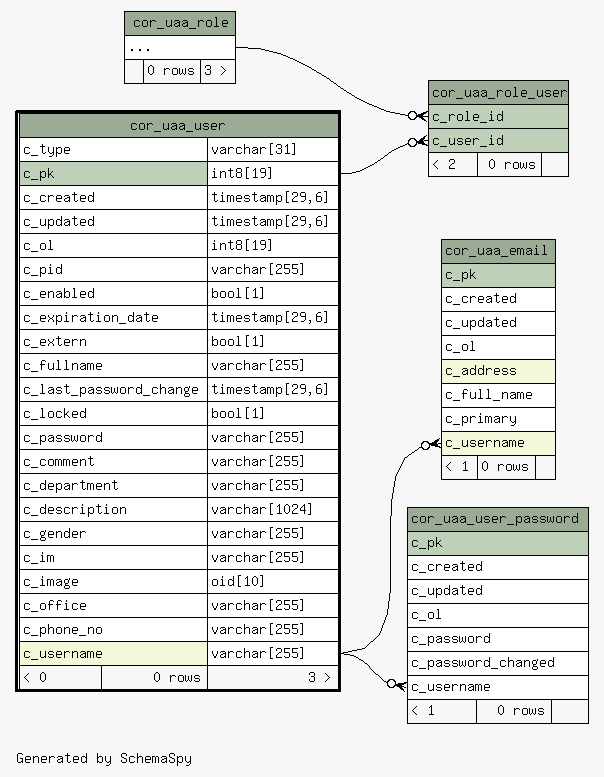 cor_uaa_role
...
0 rows 3 >
cor_uaa_role_user
c_role_id
c_user_id
< 2 0 rows
cor_uaa_user
c_type varchar[31]
c_pk int8[19]
c_created timestamp[29,6]
c_updated timestamp[29,6]
c_ol int8[19]
c_pid varchar[255]
c_enabled bool[1]
c_expiration_date timestamp[29,6]
c_extern bool[1]
c_fullname varchar[255]
c_last_password_change timestamp[29,6]
c_locked bool[1]
c_password varchar[255]
c_comment varchar[255]
c_department varchar[255]
c_description varchar[1024]
c_gender varchar[255]
c_im varchar[255]
c_image oid[10]
c_office varchar[255]
c_phone_no varchar[255]
c_username varchar[255]
< 0 0 rows 3 >
cor_uaa_email
c_pk
c_created
c_updated
c_ol
c_address
c_full_name
c_primary
c_username
< 1 0 rows
cor_uaa_user_password
c_pk
c_created
c_updated
c_ol
c_password
c_password_changed
c_username
< 1 0 rows
Generated by SchemaSpy